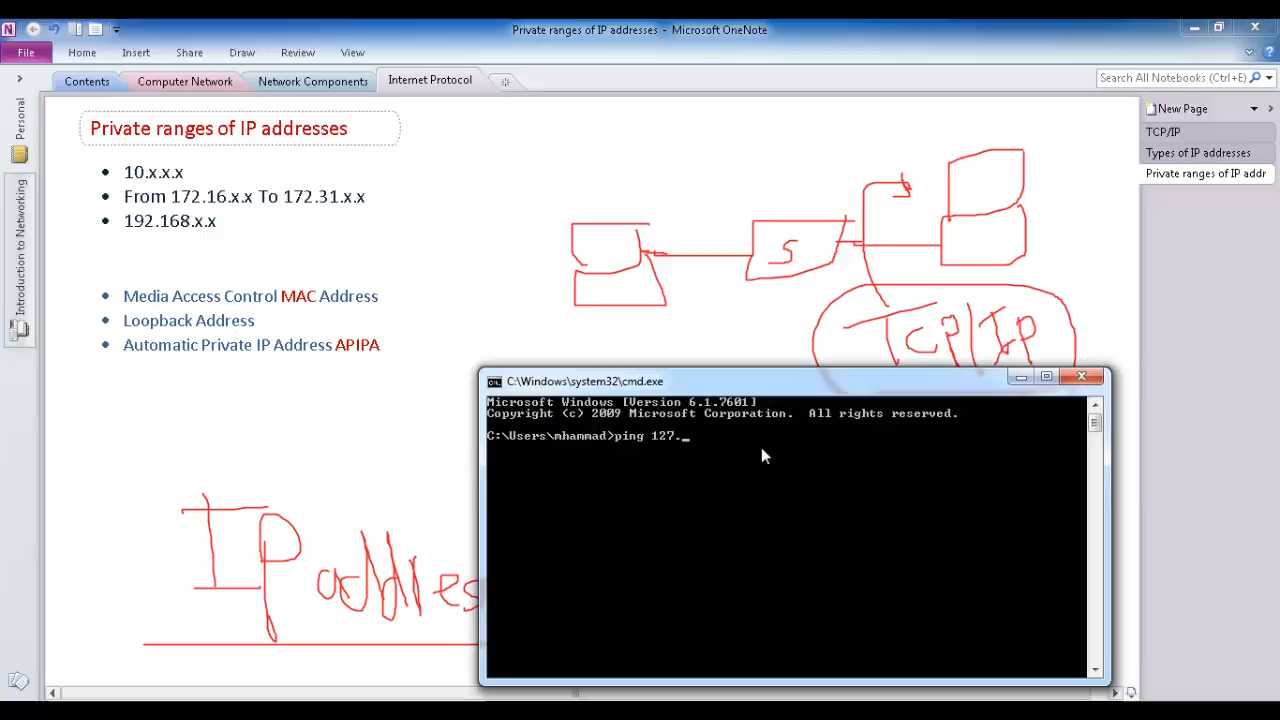 Private ranges of IP addresses - Microsoft OneNote
File Home Insert Share Draw Review View
Contents Computer Network Network Components Internet Protocol
Search All Notebooks (Ctrl+E)
New Page
TCP/IP
Types of IP addresses
Private ranges of IP addr
Personal
Introduction to Networking
Private ranges of IP addresses
10.x.x.x
From 172.16.x.x To 172.31.x.x
192.168.x.x
Media Access Control MAC Address
Loopback Address
Automatic Private IP Address APIPA
S
TCP/IP
IP addres
C:\Windows\system32\cmd.exe
Microsoft Windows [Version 6.1.7601]
Copyright (c) 2009 Microsoft Corporation. All rights reserved.
C:\Users\mhammad>ping 127._